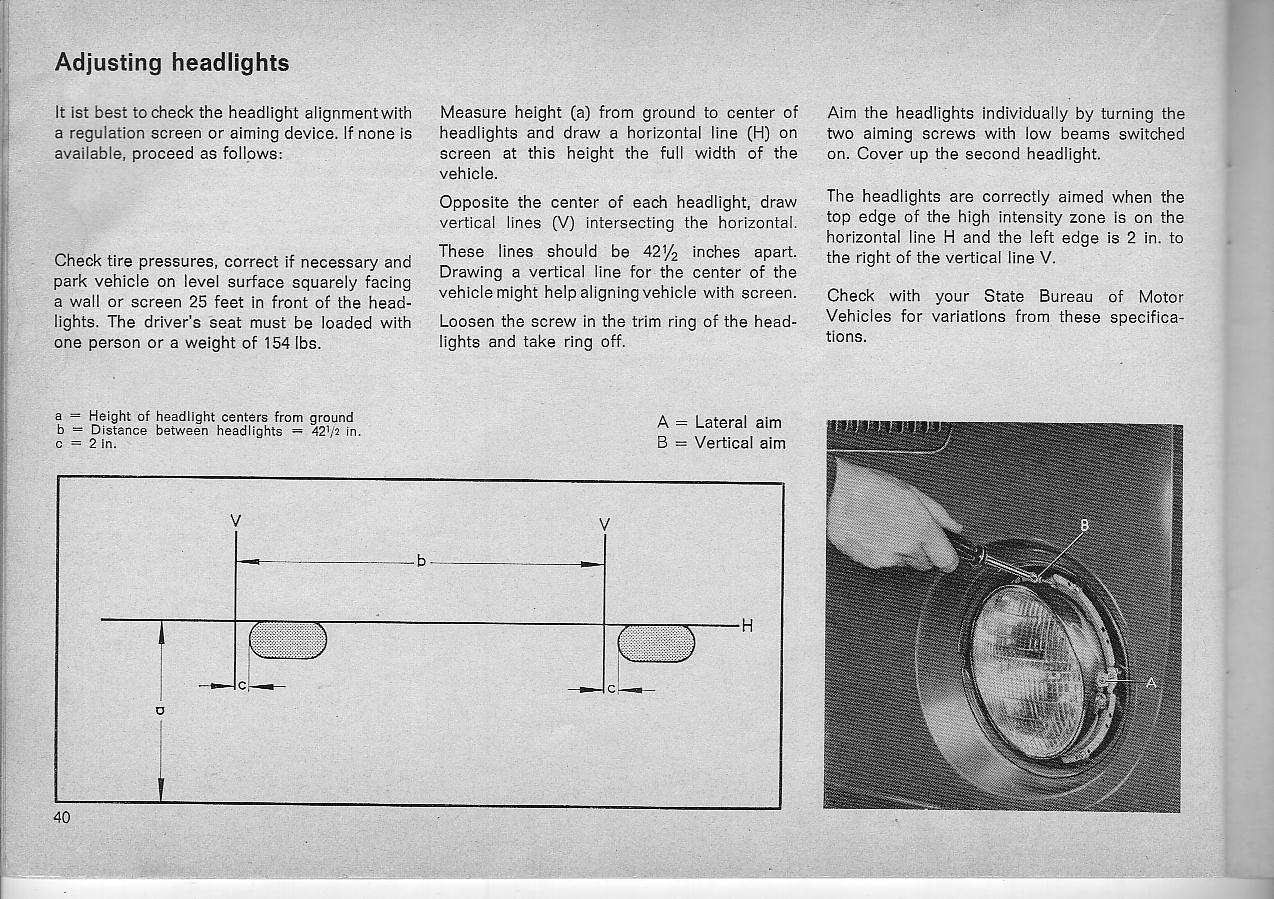 Adjusting headlights
It ist best to check the headlight alignment with
a regulation screen or aiming device. If none is
available, proceed as follows:
Check tire pressures, correct if necessary and
park vehicle on level surface squarely facing
a wall or screen 25 feet in front of the head-
lights. The driver's seat must be loaded with
one person or a weight of 154 lbs.
Measure height (a) from ground to center of
headlights and draw a horizontal line (H) on
screen at this height the full width of the
vehicle.
Opposite the center of each headlight, draw
vertical lines (V) intersecting the horizontal.
These lines should be 42½ inches apart.
Drawing a vertical line for the center of the
vehicle might help aligning vehicle with screen.
Loosen the screw in the trim ring of the head-
lights and take ring off.
Aim the headlights individually by turning the
two aiming screws with low beams switched
on. Cover up the second headlight.
The headlights are correctly aimed when the
top edge of the high intensity zone is on the
horizontal line H and the left edge is 2 in. to
the right of the vertical line V.
Check with your State Bureau of Motor
Vehicles for variations from these specifica-
tions.
a = Height of headlight centers from ground
b = Distance between headlights = 42½ in.
c = 2 in.
A = Lateral aim
B = Vertical aim
V
V
b
H
c
c
a
B
A
40